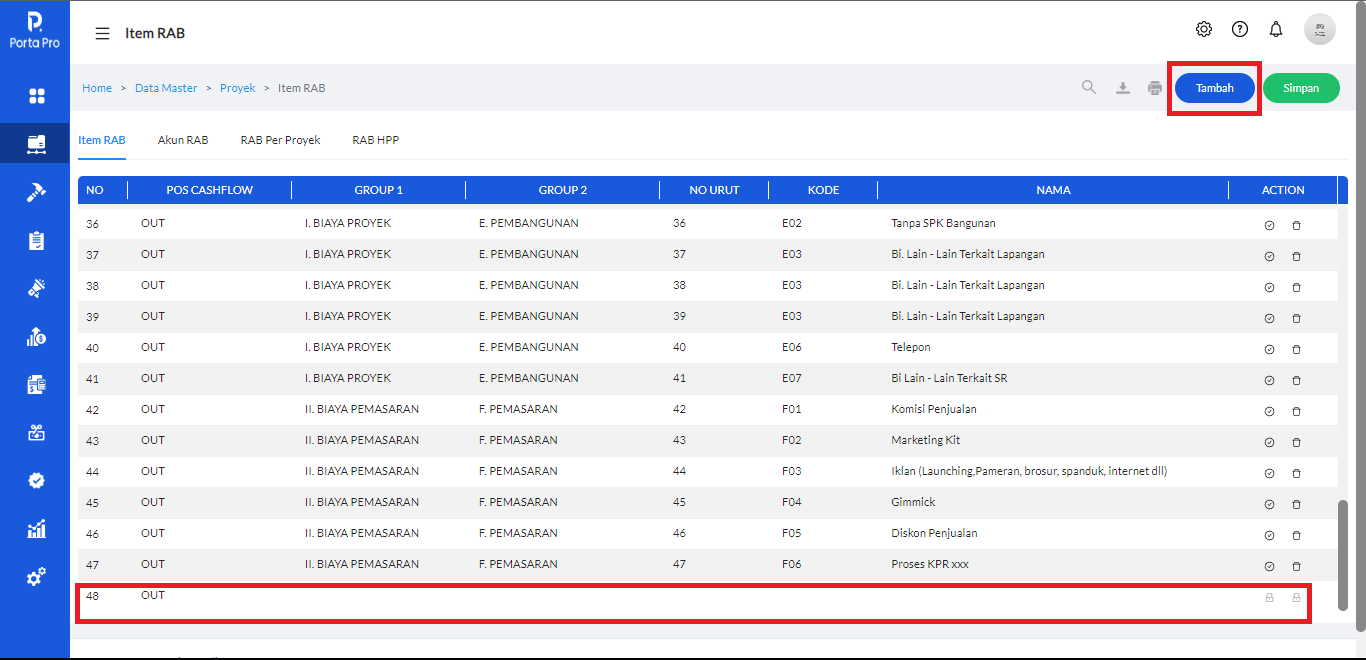 Porta Pro
Item RAB
Home > Data Master > Proyek > Item RAB
Tambah
Simpan
Item RAB Akun RAB RAB Per Proyek RAB HPP
NO POS CASHFLOW GROUP 1 GROUP 2 NO URUT KODE NAMA ACTION
36 OUT I. BIAYA PROYEK E. PEMBANGUNAN 36 E02 Tanpa SPK Bangunan
37 OUT I. BIAYA PROYEK E. PEMBANGUNAN 37 E03 Bi. Lain - Lain Terkait Lapangan
38 OUT I. BIAYA PROYEK E. PEMBANGUNAN 38 E03 Bi. Lain - Lain Terkait Lapangan
39 OUT I. BIAYA PROYEK E. PEMBANGUNAN 39 E03 Bi. Lain - Lain Terkait Lapangan
40 OUT I. BIAYA PROYEK E. PEMBANGUNAN 40 E06 Telepon
41 OUT I. BIAYA PROYEK E. PEMBANGUNAN 41 E07 Bi Lain - Lain Terkait SR
42 OUT II. BIAYA PEMASARAN F. PEMASARAN 42 F01 Komisi Penjualan
43 OUT II. BIAYA PEMASARAN F. PEMASARAN 43 F02 Marketing Kit
44 OUT II. BIAYA PEMASARAN F. PEMASARAN 44 F03 Iklan (Launching,Pameran, brosur, spanduk, internet dll)
45 OUT II. BIAYA PEMASARAN F. PEMASARAN 45 F04 Gimmick
46 OUT II. BIAYA PEMASARAN F. PEMASARAN 46 F05 Diskon Penjualan
47 OUT II. BIAYA PEMASARAN F. PEMASARAN 47 F06 Proses KPR xxx
48 OUT